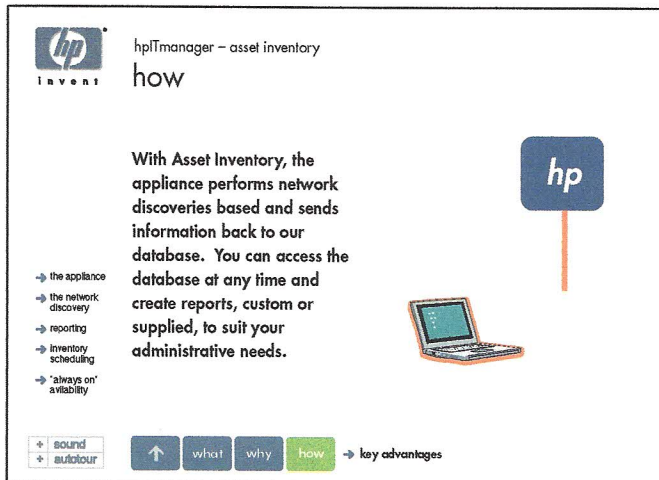 hp
invent
hpITmanager – asset inventory
how
With Asset Inventory, the
appliance performs network
discoveries based and sends
information back to our
database. You can access the
database at any time and
create reports, custom or
supplied, to suit your
administrative needs.
hp
the appliance
the network
discovery
reporting
inventory
scheduling
"always on"
avilability
+ sound
+ autotour
what
why
how
key advantages